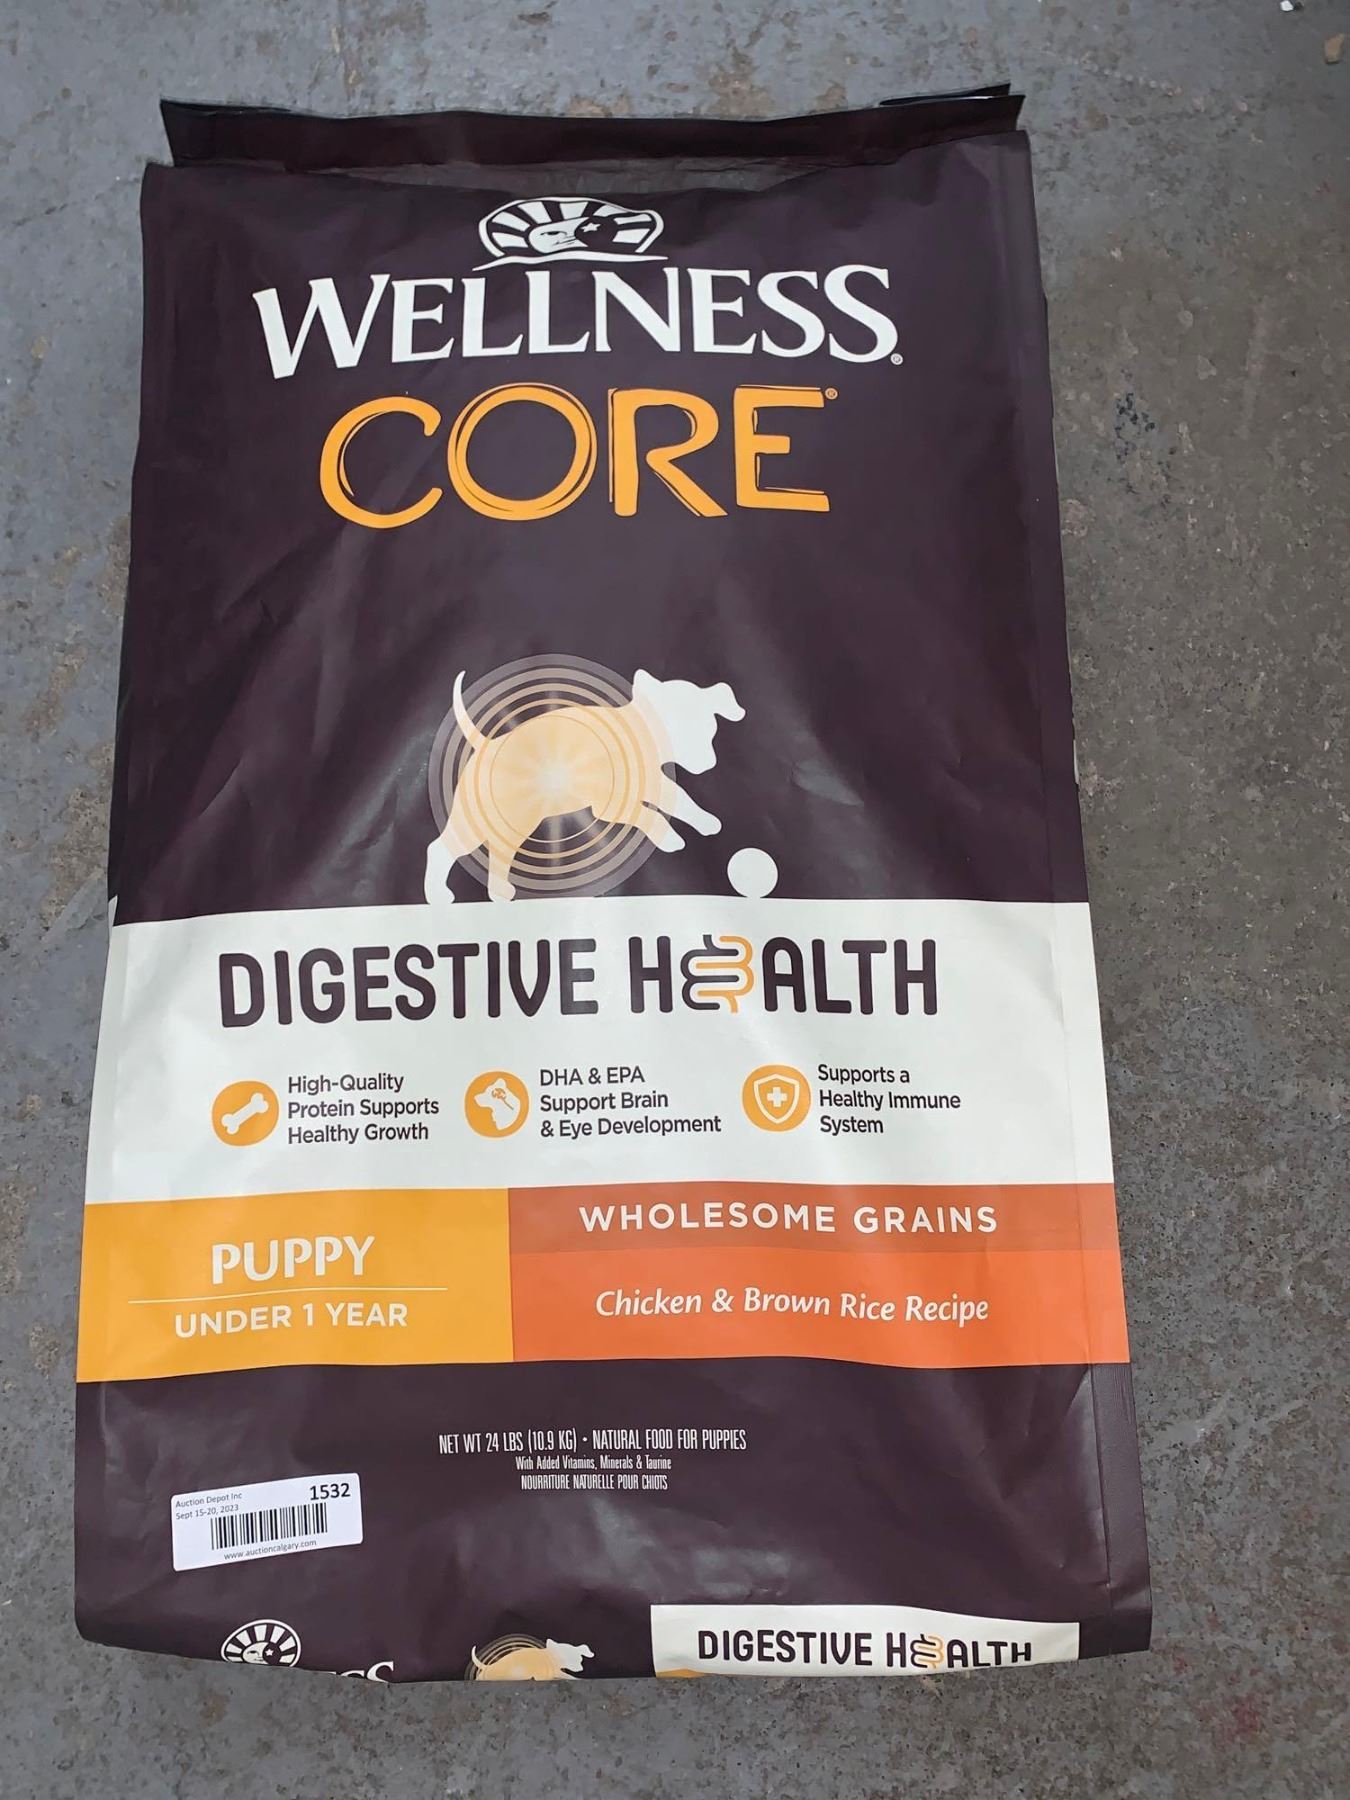 WELLNESS®
CORE®
DIGESTIVE HEALTH
High-Quality
Protein Supports
Healthy Growth
DHA & EPA
Support Brain
& Eye Development
Supports a
Healthy Immune
System
PUPPY
UNDER 1 YEAR
WHOLESOME GRAINS
Chicken & Brown Rice Recipe
NET WT 24 LBS (10.9 KG) • NATURAL FOOD FOR PUPPIES
With Added Vitamins, Minerals & Taurine
NOURRITURE NATURELLE POUR CHIOTS
Auction Depot Inc
1532
Sept 15-20, 2023
www.auctioncalgary.com
DIGESTIVE HEALTH